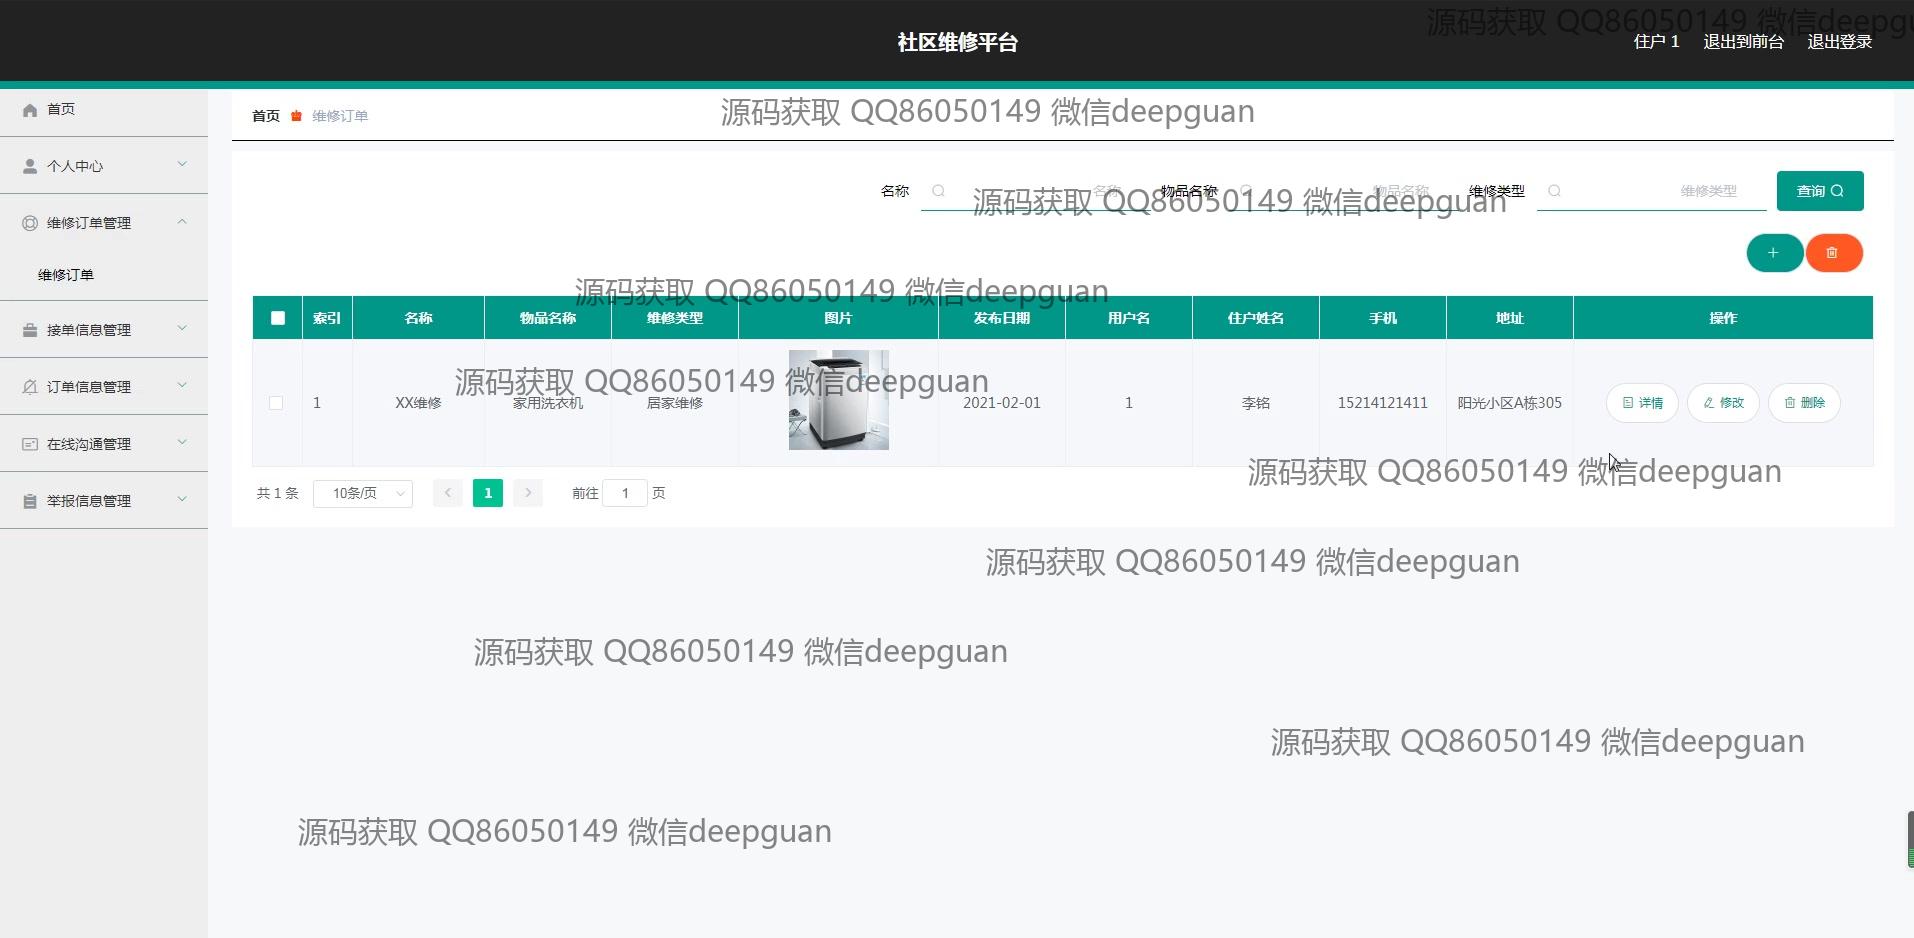 社区维修平台
源码获取 QQ86050149 微信deepgu
住户 1 退出到前台 退出登录
首页
个人中心
维修订单管理
维修订单
接单信息管理
订单信息管理
在线沟通管理
举报信息管理
首页 维修订单
源码获取 QQ86050149 微信deepguan
名称 名称 物品名称 物品名称 维修类型 维修类型 查询
源码获取 QQ86050149 微信deepguan
源码获取 QQ86050149 微信deepguan
索引 名称 物品名称 维修类型 图片 发布日期 用户名 住户姓名 手机 地址 操作
源码获取 QQ86050149 微信deepguan
1 XX维修 家用洗衣机 居家维修 2021-02-01 1 李铭 15214121411 阳光小区A栋305 详情 修改 删除
源码获取 QQ86050149 微信deepguan
共 1 条 10条/页 1 前往 1 页
源码获取 QQ86050149 微信deepguan
源码获取 QQ86050149 微信deepguan
源码获取 QQ86050149 微信deepguan
源码获取 QQ86050149 微信deepguan